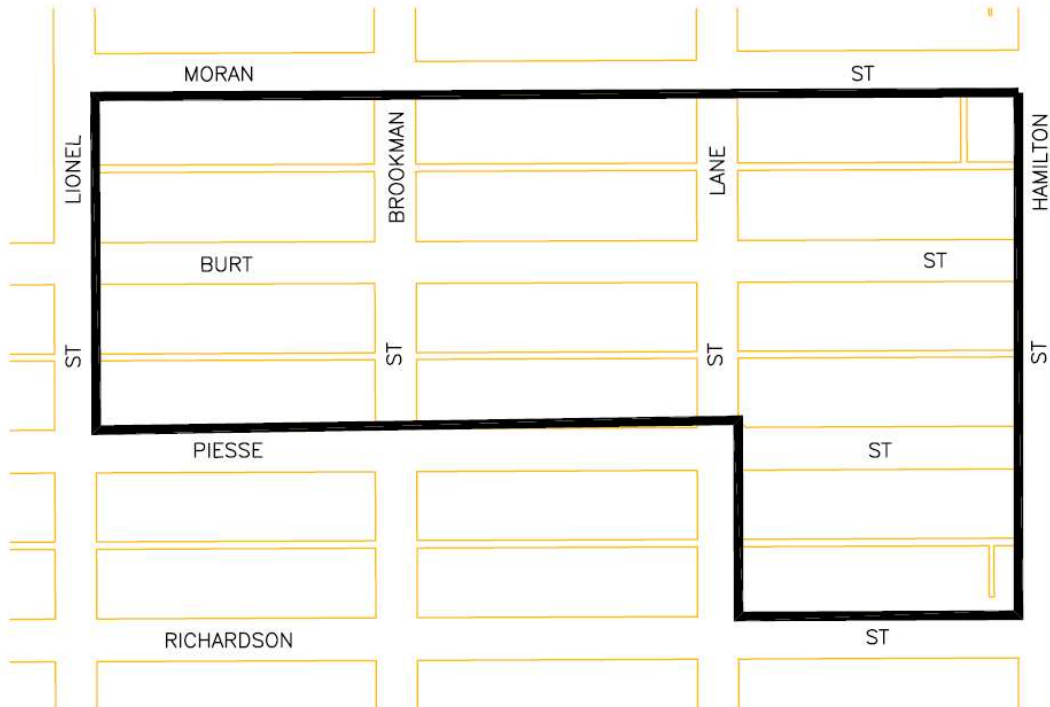 MORAN ST
LIONEL ST
BROOKMAN ST
LANE ST
HAMILTON ST
BURT ST
PIESSE ST
RICHARDSON ST